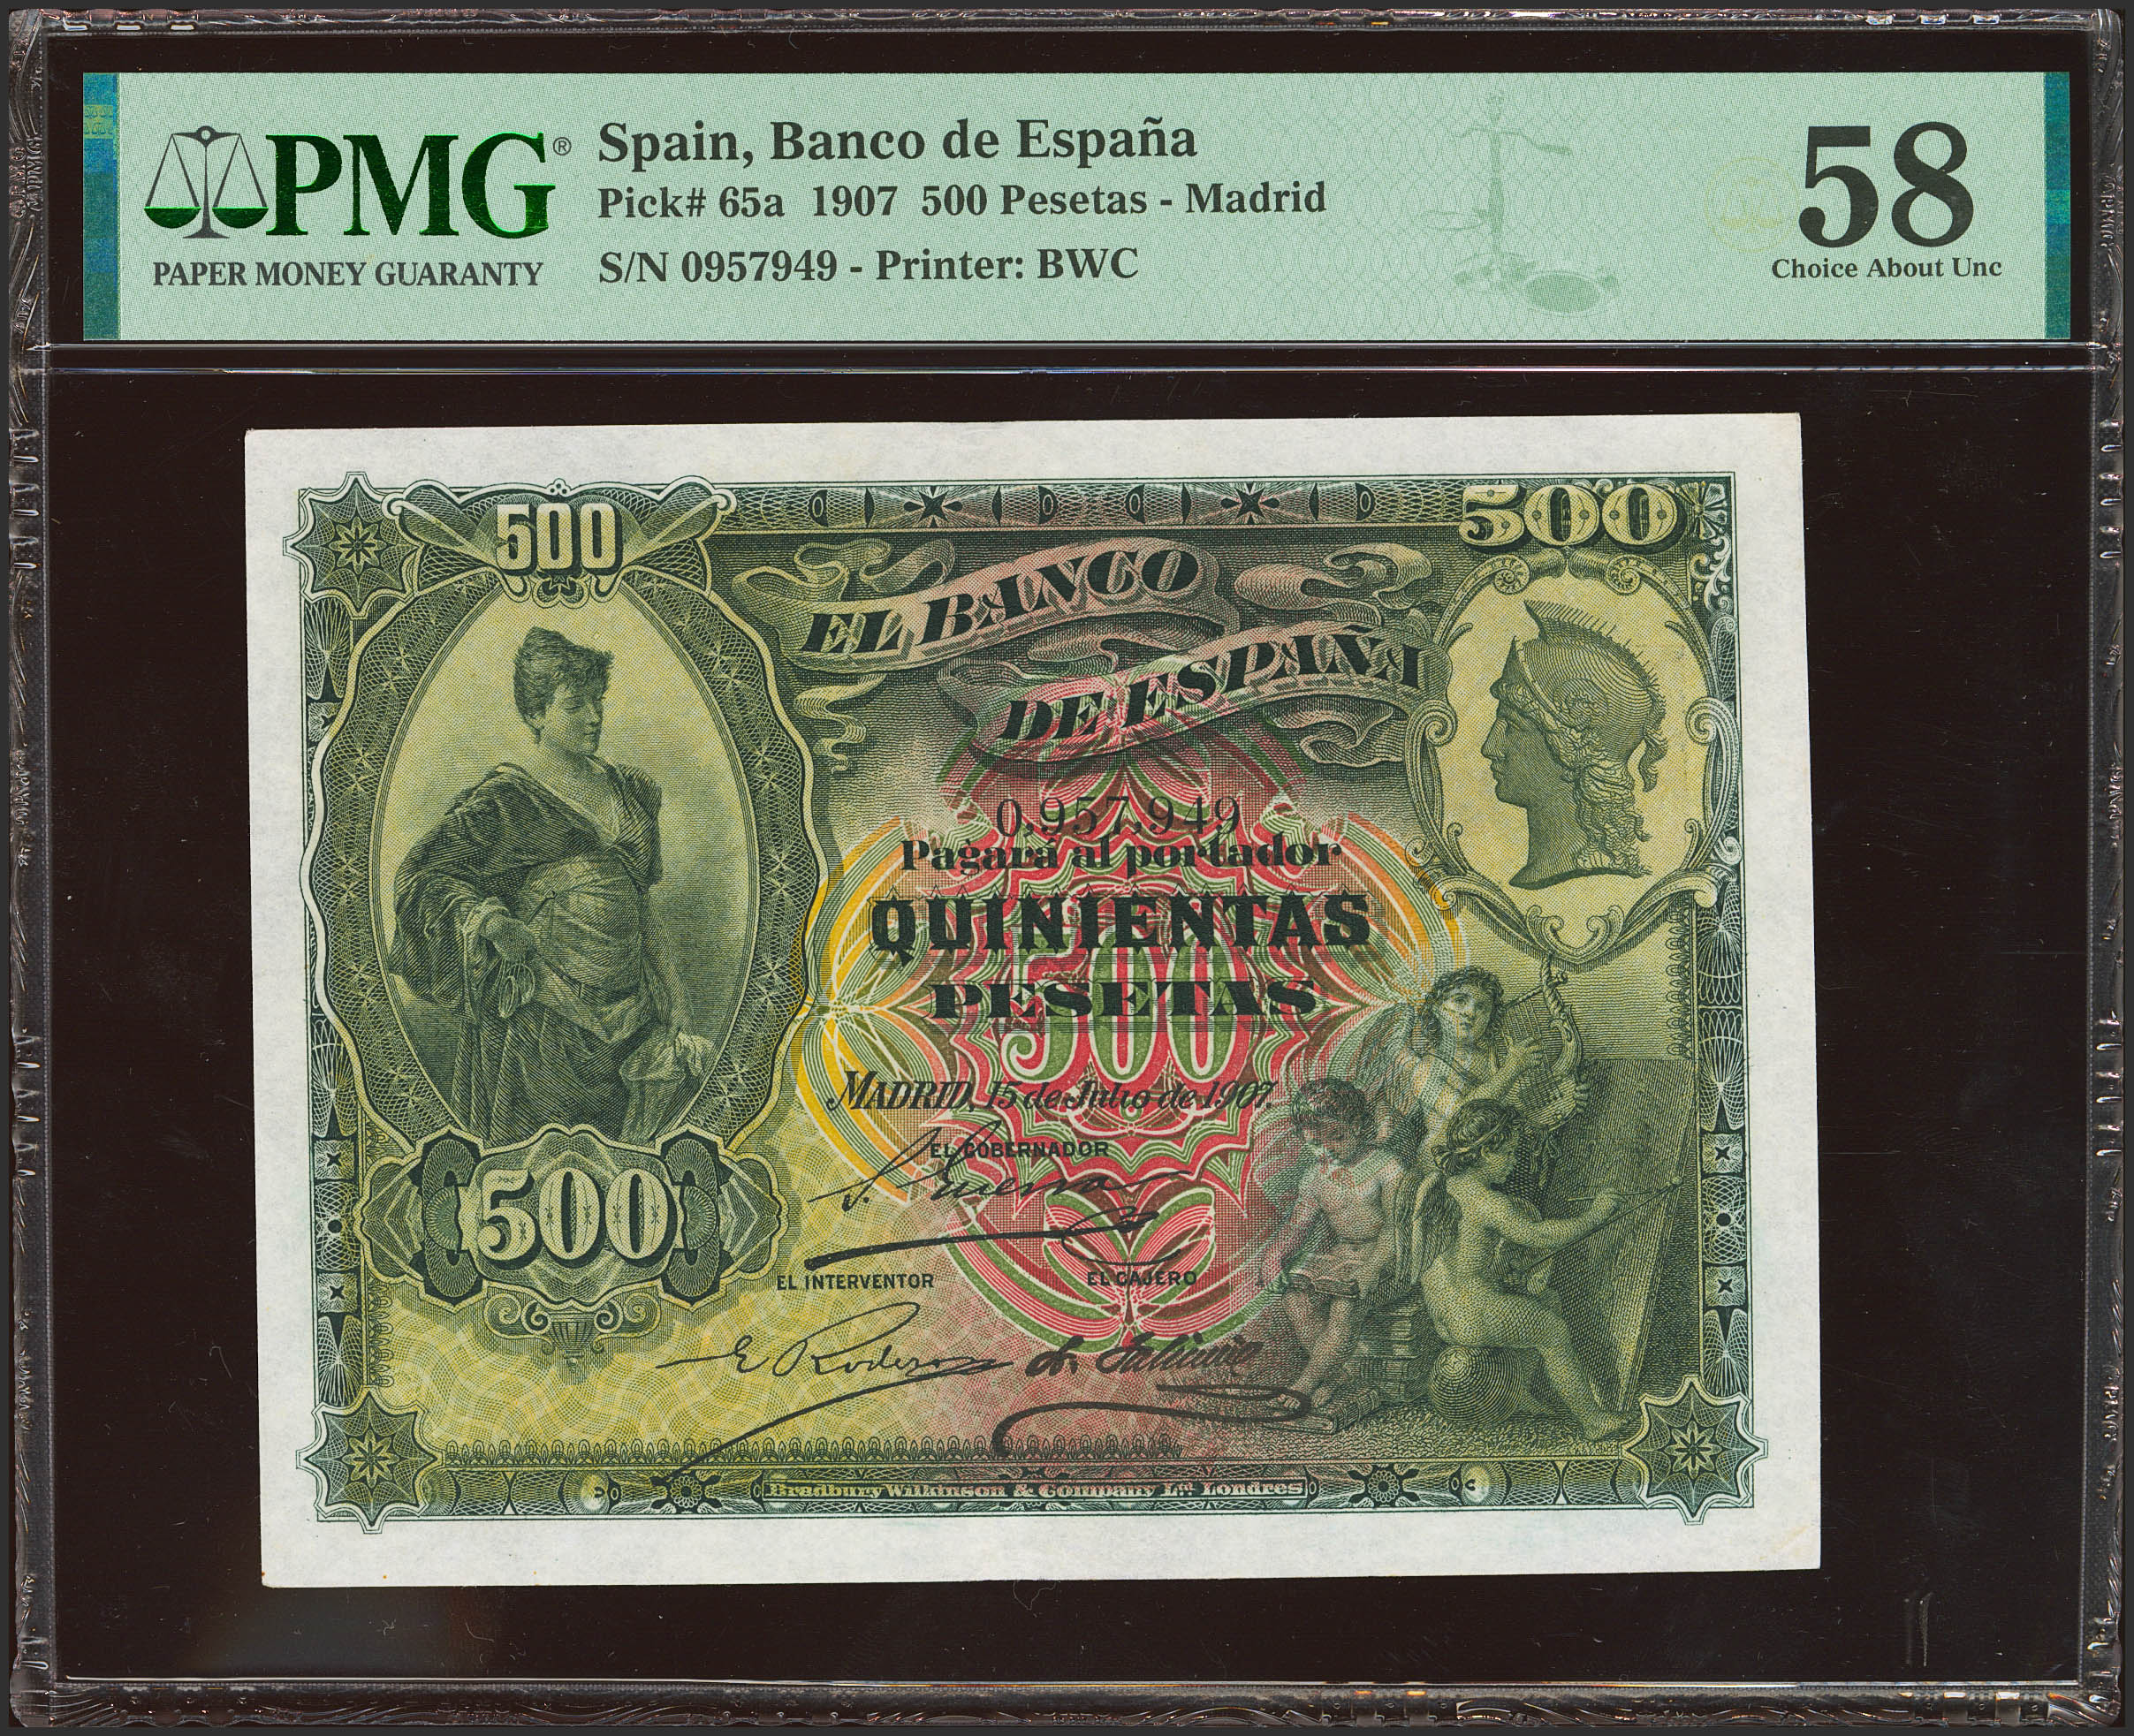 PMG®
PAPER MONEY GUARANTY
Spain, Banco de España
Pick# 65a 1907 500 Pesetas - Madrid
S/N 0957949 - Printer: BWC
58
Choice About Unc
500
500
EL BANCO
DE ESPAÑA
0,957,949
Pagará al portador
QUINIENTAS
PESETAS
500
MADRID, 15 de Julio de 1907.
EL GOBERNADOR
500
EL INTERVENTOR
EL CAJERO
Bradbury Wilkinson & Company Ld. Londres